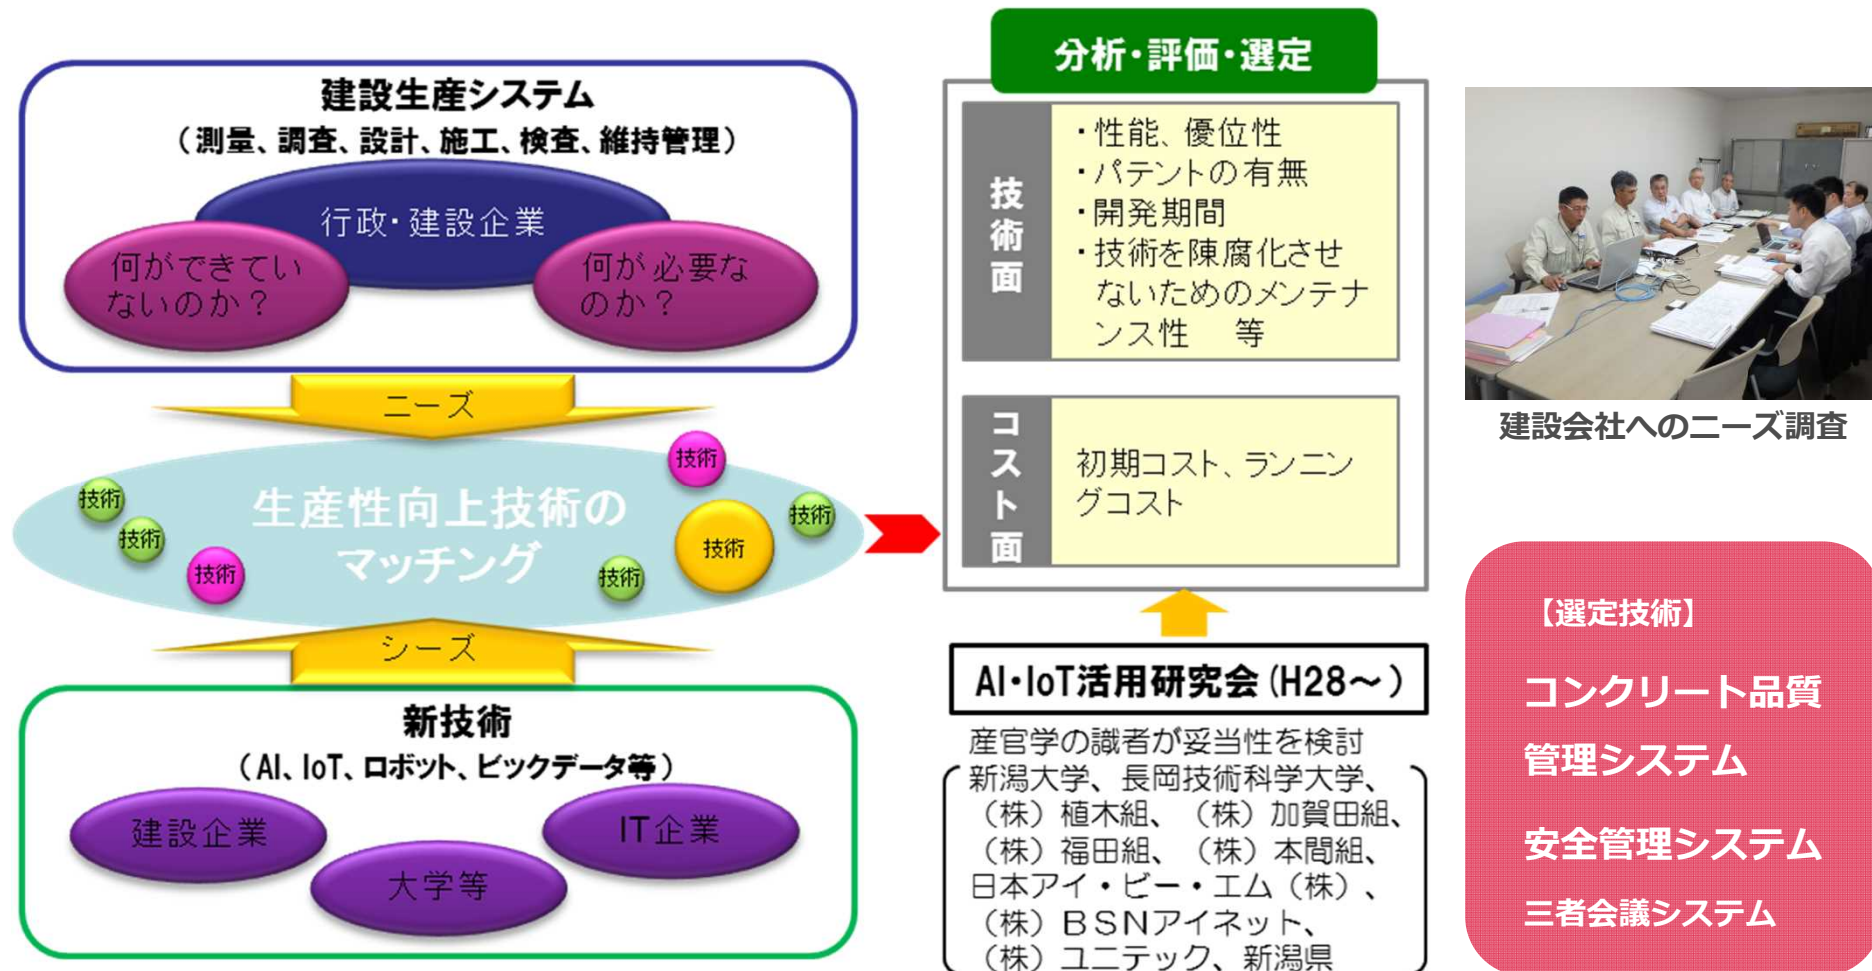 建設生産システム
（測量、調査、設計、施工、検査、維持管理）
行政・建設企業
何ができてい
ないのか？
何が必要な
のか？
ニーズ
生産性向上技術の
マッチング
技術
技術
技術
技術
技術
技術
技術
シーズ
新技術
（AI、IoT、ロボット、ビックデータ等）
建設企業
大学等
IT企業
分析・評価・選定
技術面
・性能、優位性
・パテントの有無
・開発期間
・技術を陳腐化させ
ないためのメンテナ
ンス性　等
コスト面
初期コスト、ランニン
グコスト
AI・IoT活用研究会（H28～）
産官学の識者が妥当性を検討
新潟大学、長岡技術科学大学、
（株）植木組、（株）加賀田組、
（株）福田組、（株）本間組、
日本アイ・ビー・エム（株）、
（株）ＢＳＮアイネット、
（株）ユニテック、新潟県
建設会社へのニーズ調査
【選定技術】
コンクリート品質
管理システム
安全管理システム
三者会議システム